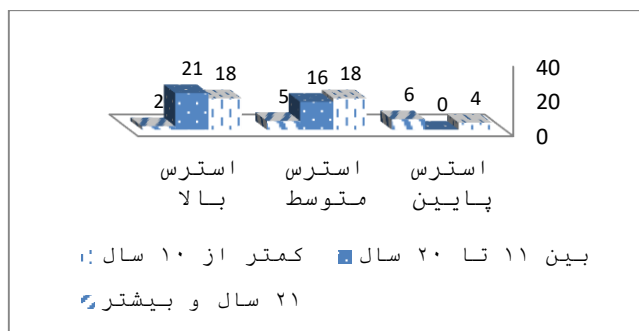 40
20
0
2 21 18 5 16 18 6 0 4
استرس پایین
استرس متوسط
استرس بالا
کمتر از ۱۰ سال
بین ۱۱ تا ۲۰ سال
۲۱ سال و بیشتر